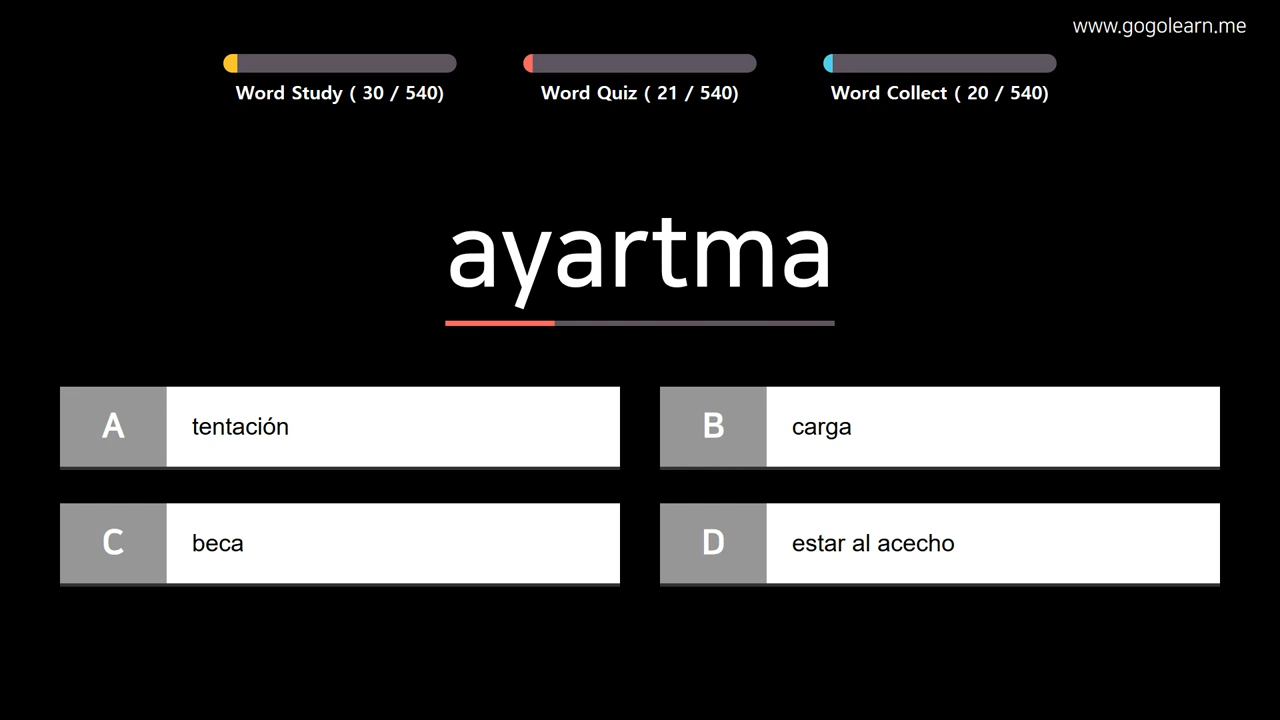 www.gogolearn.me
Word Study ( 30 / 540)
Word Quiz ( 21 / 540)
Word Collect ( 20 / 540)
ayartma
A tentación
B carga
C beca
D estar al acecho